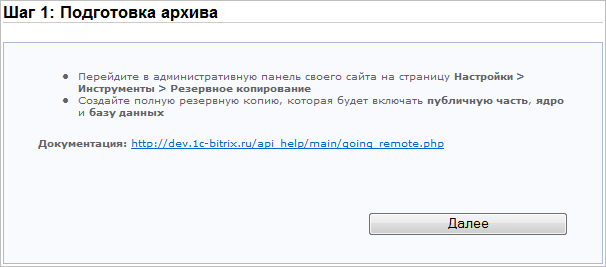 Шаг 1: Подготовка архива
Перейдите в административную панель своего сайта на страницу Настройки >
Инструменты > Резервное копирование
Создайте полную резервную копию, которая будет включать публичную часть, ядро
и базу данных
Документация: http://dev.1c-bitrix.ru/api_help/main/going_remote.php
Далее